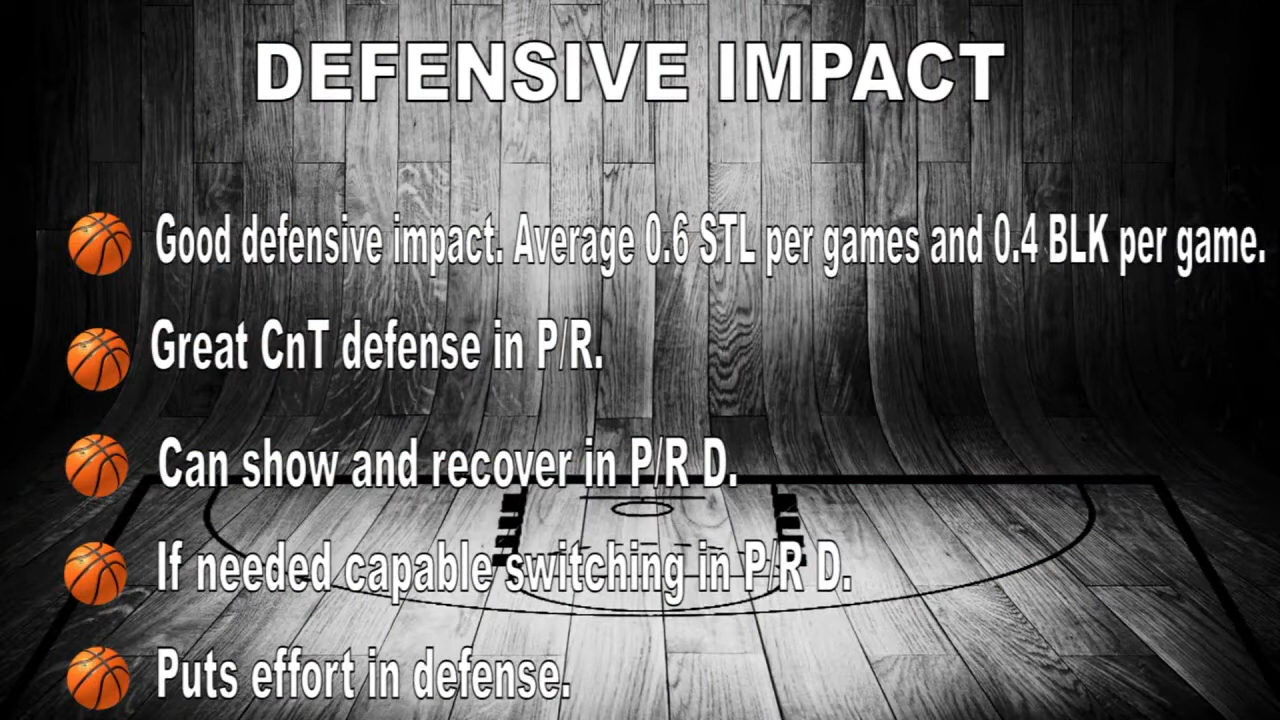 DEFENSIVE IMPACT
Good defensive impact. Average 0.6 STL per games and 0.4 BLK per game.
Great CnT defense in P/R.
Can show and recover in P/R D.
If needed capable switching in P/R D.
Puts effort in defense.